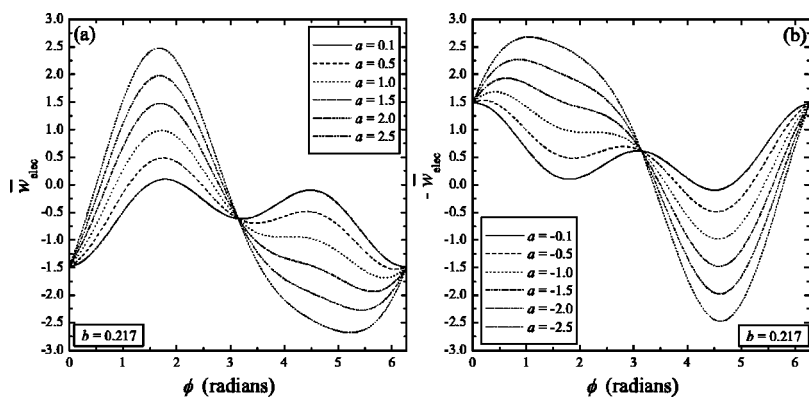 (a)
a = 0.1
a = 0.5
a = 1.0
a = 1.5
a = 2.0
a = 2.5
3.0
2.5
2.0
1.5
1.0
0.5
0.0
-0.5
-1.0
-1.5
-2.0
-2.5
-3.0
w̅elec
b = 0.217
0 1 2 3 4 5 6
ϕ (radians)
(b)
3.0
2.5
2.0
1.5
1.0
0.5
0.0
-0.5
-1.0
-1.5
-2.0
-2.5
-3.0
- w̅elec
a = -0.1
a = -0.5
a = -1.0
a = -1.5
a = -2.0
a = -2.5
b = 0.217
0 1 2 3 4 5 6
ϕ (radians)